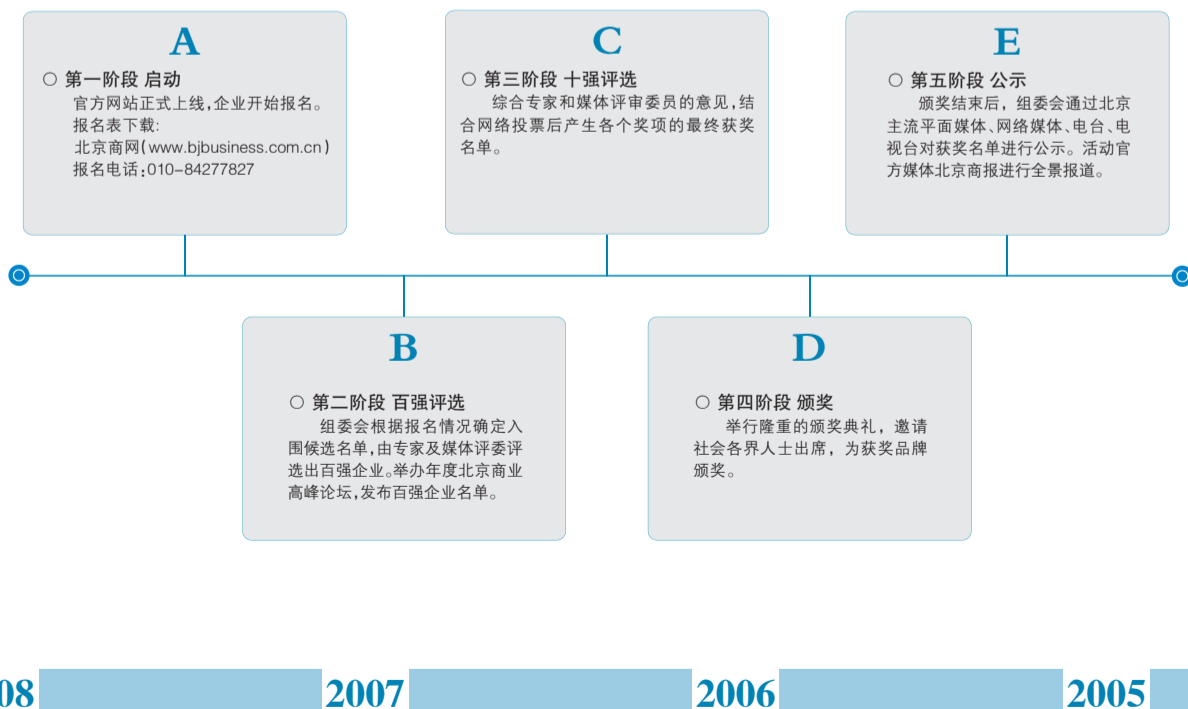 A
○ 第一阶段 启动
官方网站正式上线,企业开始报名。
报名表下载:
北京商网(www.bjbusiness.com.cn)
报名电话:010-84277827
C
○ 第三阶段 十强评选
综合专家和媒体评审委员的意见,结
合网络投票后产生各个奖项的最终获奖
名单。
E
○ 第五阶段 公示
颁奖结束后，组委会通过北京
主流平面媒体、网络媒体、电台、电
视台对获奖名单进行公示。活动官
方媒体北京商报进行全景报道。
B
○ 第二阶段 百强评选
组委会根据报名情况确定入
围候选名单,由专家及媒体评委评
选出百强企业。举办年度北京商业
高峰论坛,发布百强企业名单。
D
○ 第四阶段 颁奖
举行隆重的颁奖典礼，邀请
社会各界人士出席，为获奖品牌
颁奖。
08 2007 2006 2005